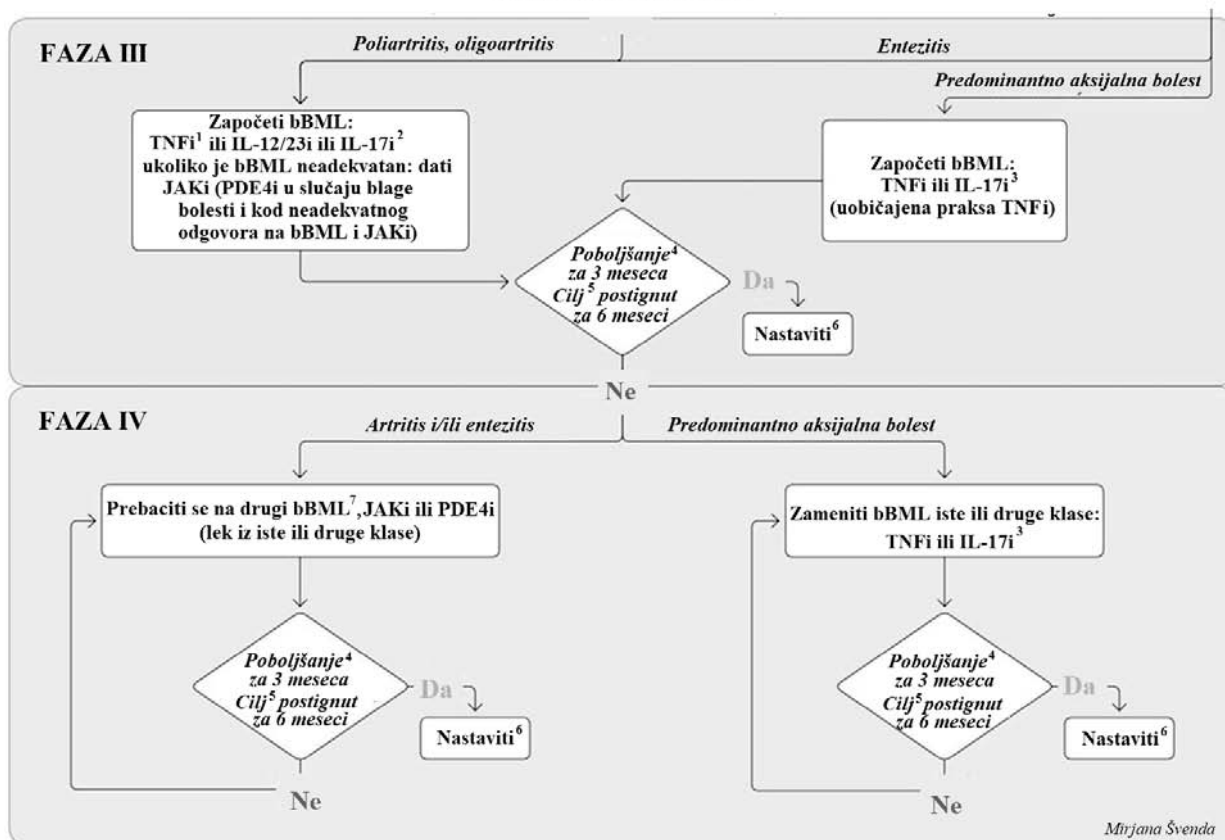 FAZA III
Poliartritis, oligoartritis
Entezitis
Predominantno aksijalna bolest
Započeti bBML:
TNFi¹ ili IL-12/23i ili IL-17i²
ukoliko je bBML neadekvatan: dati
JAKi (PDE4i u slučaju blage
bolesti i kod neadekvatnog
odgovora na bBML i JAKi)
Započeti bBML:
TNFi ili IL-17i³
(uobičajena praksa TNFi)
Poboljšanje⁴
za 3 meseca
Cilj⁵ postignut
za 6 meseci
Da
Nastaviti⁶
Ne
FAZA IV
Artritis i/ili entezitis
Predominantno aksijalna bolest
Prebaciti se na drugi bBML⁷,JAKi ili PDE4i
(lek iz iste ili druge klase)
Zameniti bBML iste ili druge klase:
TNFi ili IL-17i³
Poboljšanje⁴
za 3 meseca
Cilj⁵ postignut
za 6 meseci
Da
Nastaviti⁶
Ne
Poboljšanje⁴
za 3 meseca
Cilj⁵ postignut
za 6 meseci
Da
Nastaviti⁶
Ne
Mirjana Švenda